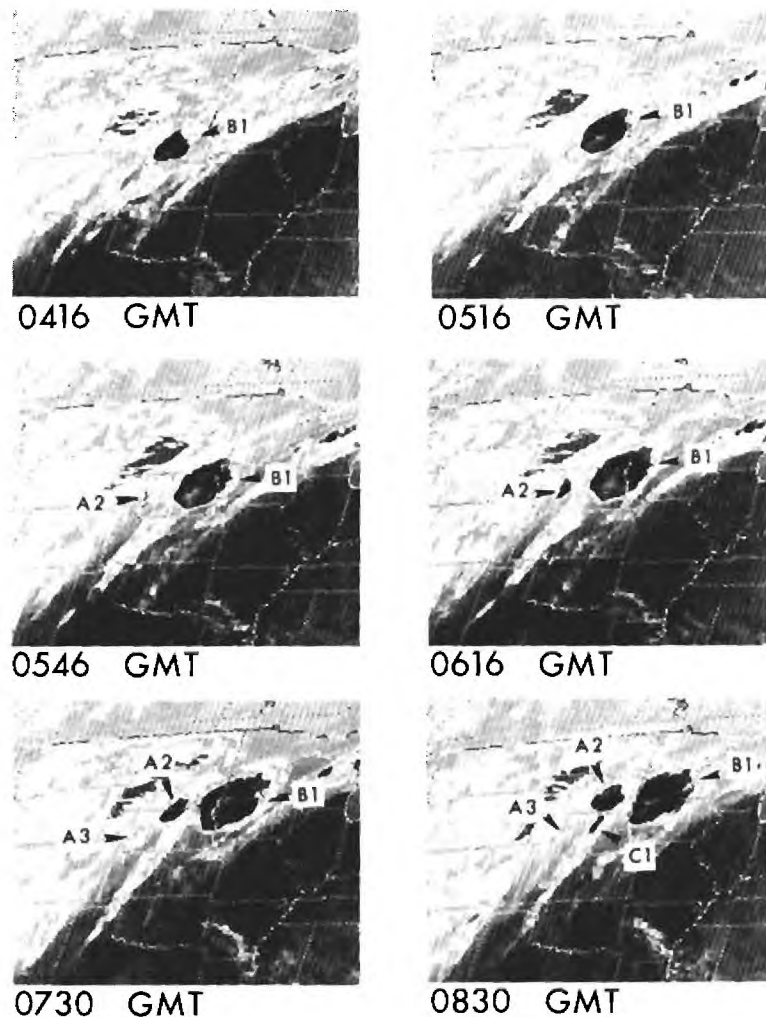 B1
0416 GMT
B1
0516 GMT
A2
B1
0546 GMT
B1
A2
0616 GMT
A2
B1
A3
0730 GMT
A2
B1
A3
C1
0830 GMT